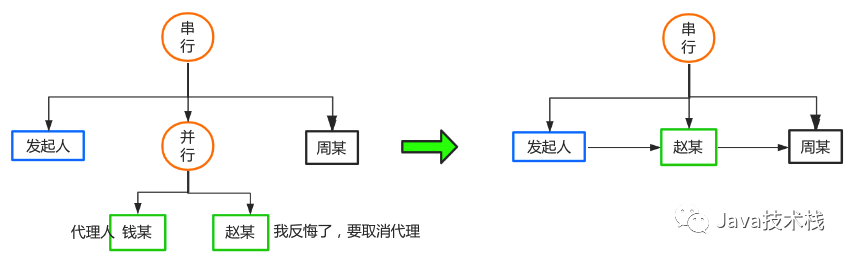 串
行
发起人
并
行
周某
代理人
钱某
赵某
我反悔了，要取消代理
串
行
发起人
赵某
周某
Java技术栈